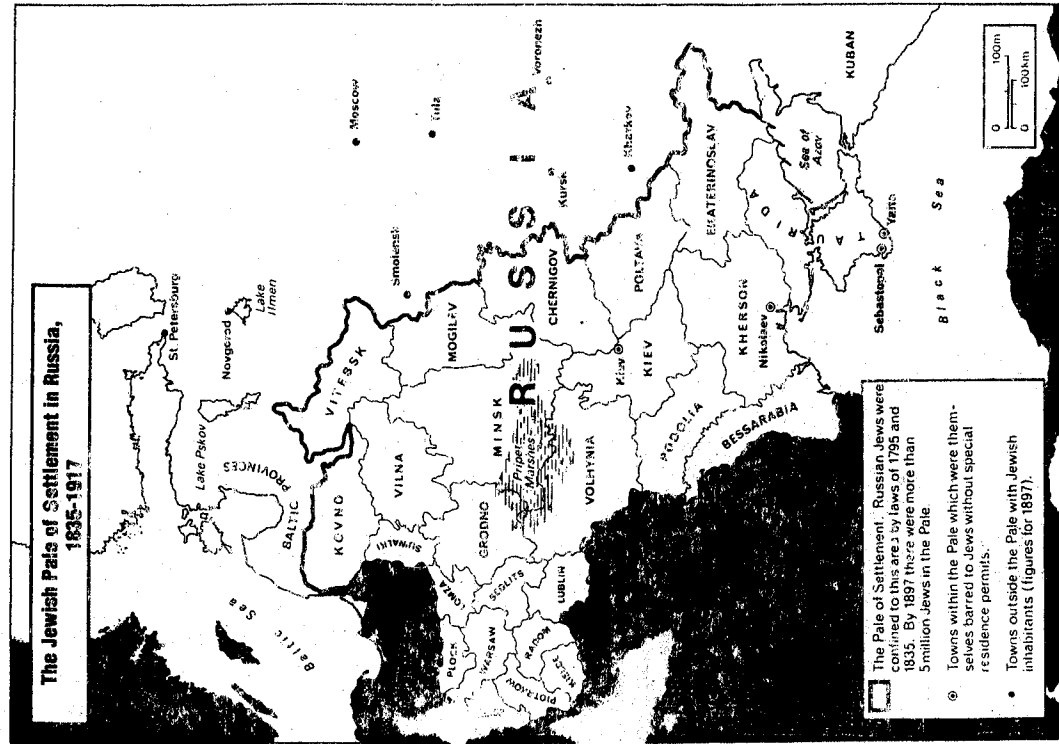 The Jewish Pale of Settlement in Russia,
1835-1917
St. Petersburg
Novgorod
Lake
Ilmen
Lake Pskov
Moscow
Tula
Smolensk
Voronezh
Kursk
Kharkov
RUSSIA
Baltic Sea
BALTIC PROVINCES
VITEBSK
KOVNO
VILNA
MOGILEV
SUWALKI
GRODNO
MINSK
Pripet
Marshes
CHERNIGOV
LOMZA
PLOCK
WARSAW
SEDLITS
LUBLIN
RADOM
KIELCE
PIOTRKOW
VOLHYNIA
Kiev
KIEV
POLTAVA
EKATERINOSLAV
PODOLIA
BESSARABIA
KHERSON
Nikolaev
TAURIDA
Sea of
Azov
KUBAN
Sebastopol
Yalta
Black Sea
0 100m
0 100km
The Pale of Settlement. Russian Jews were
confined to this area by laws of 1795 and
1835. By 1897 there were more than
5 million Jews in the Pale.
Towns within the Pale which were them-
selves barred to Jews without special
residence permits.
Towns outside the Pale with Jewish
inhabitants (figures for 1897).